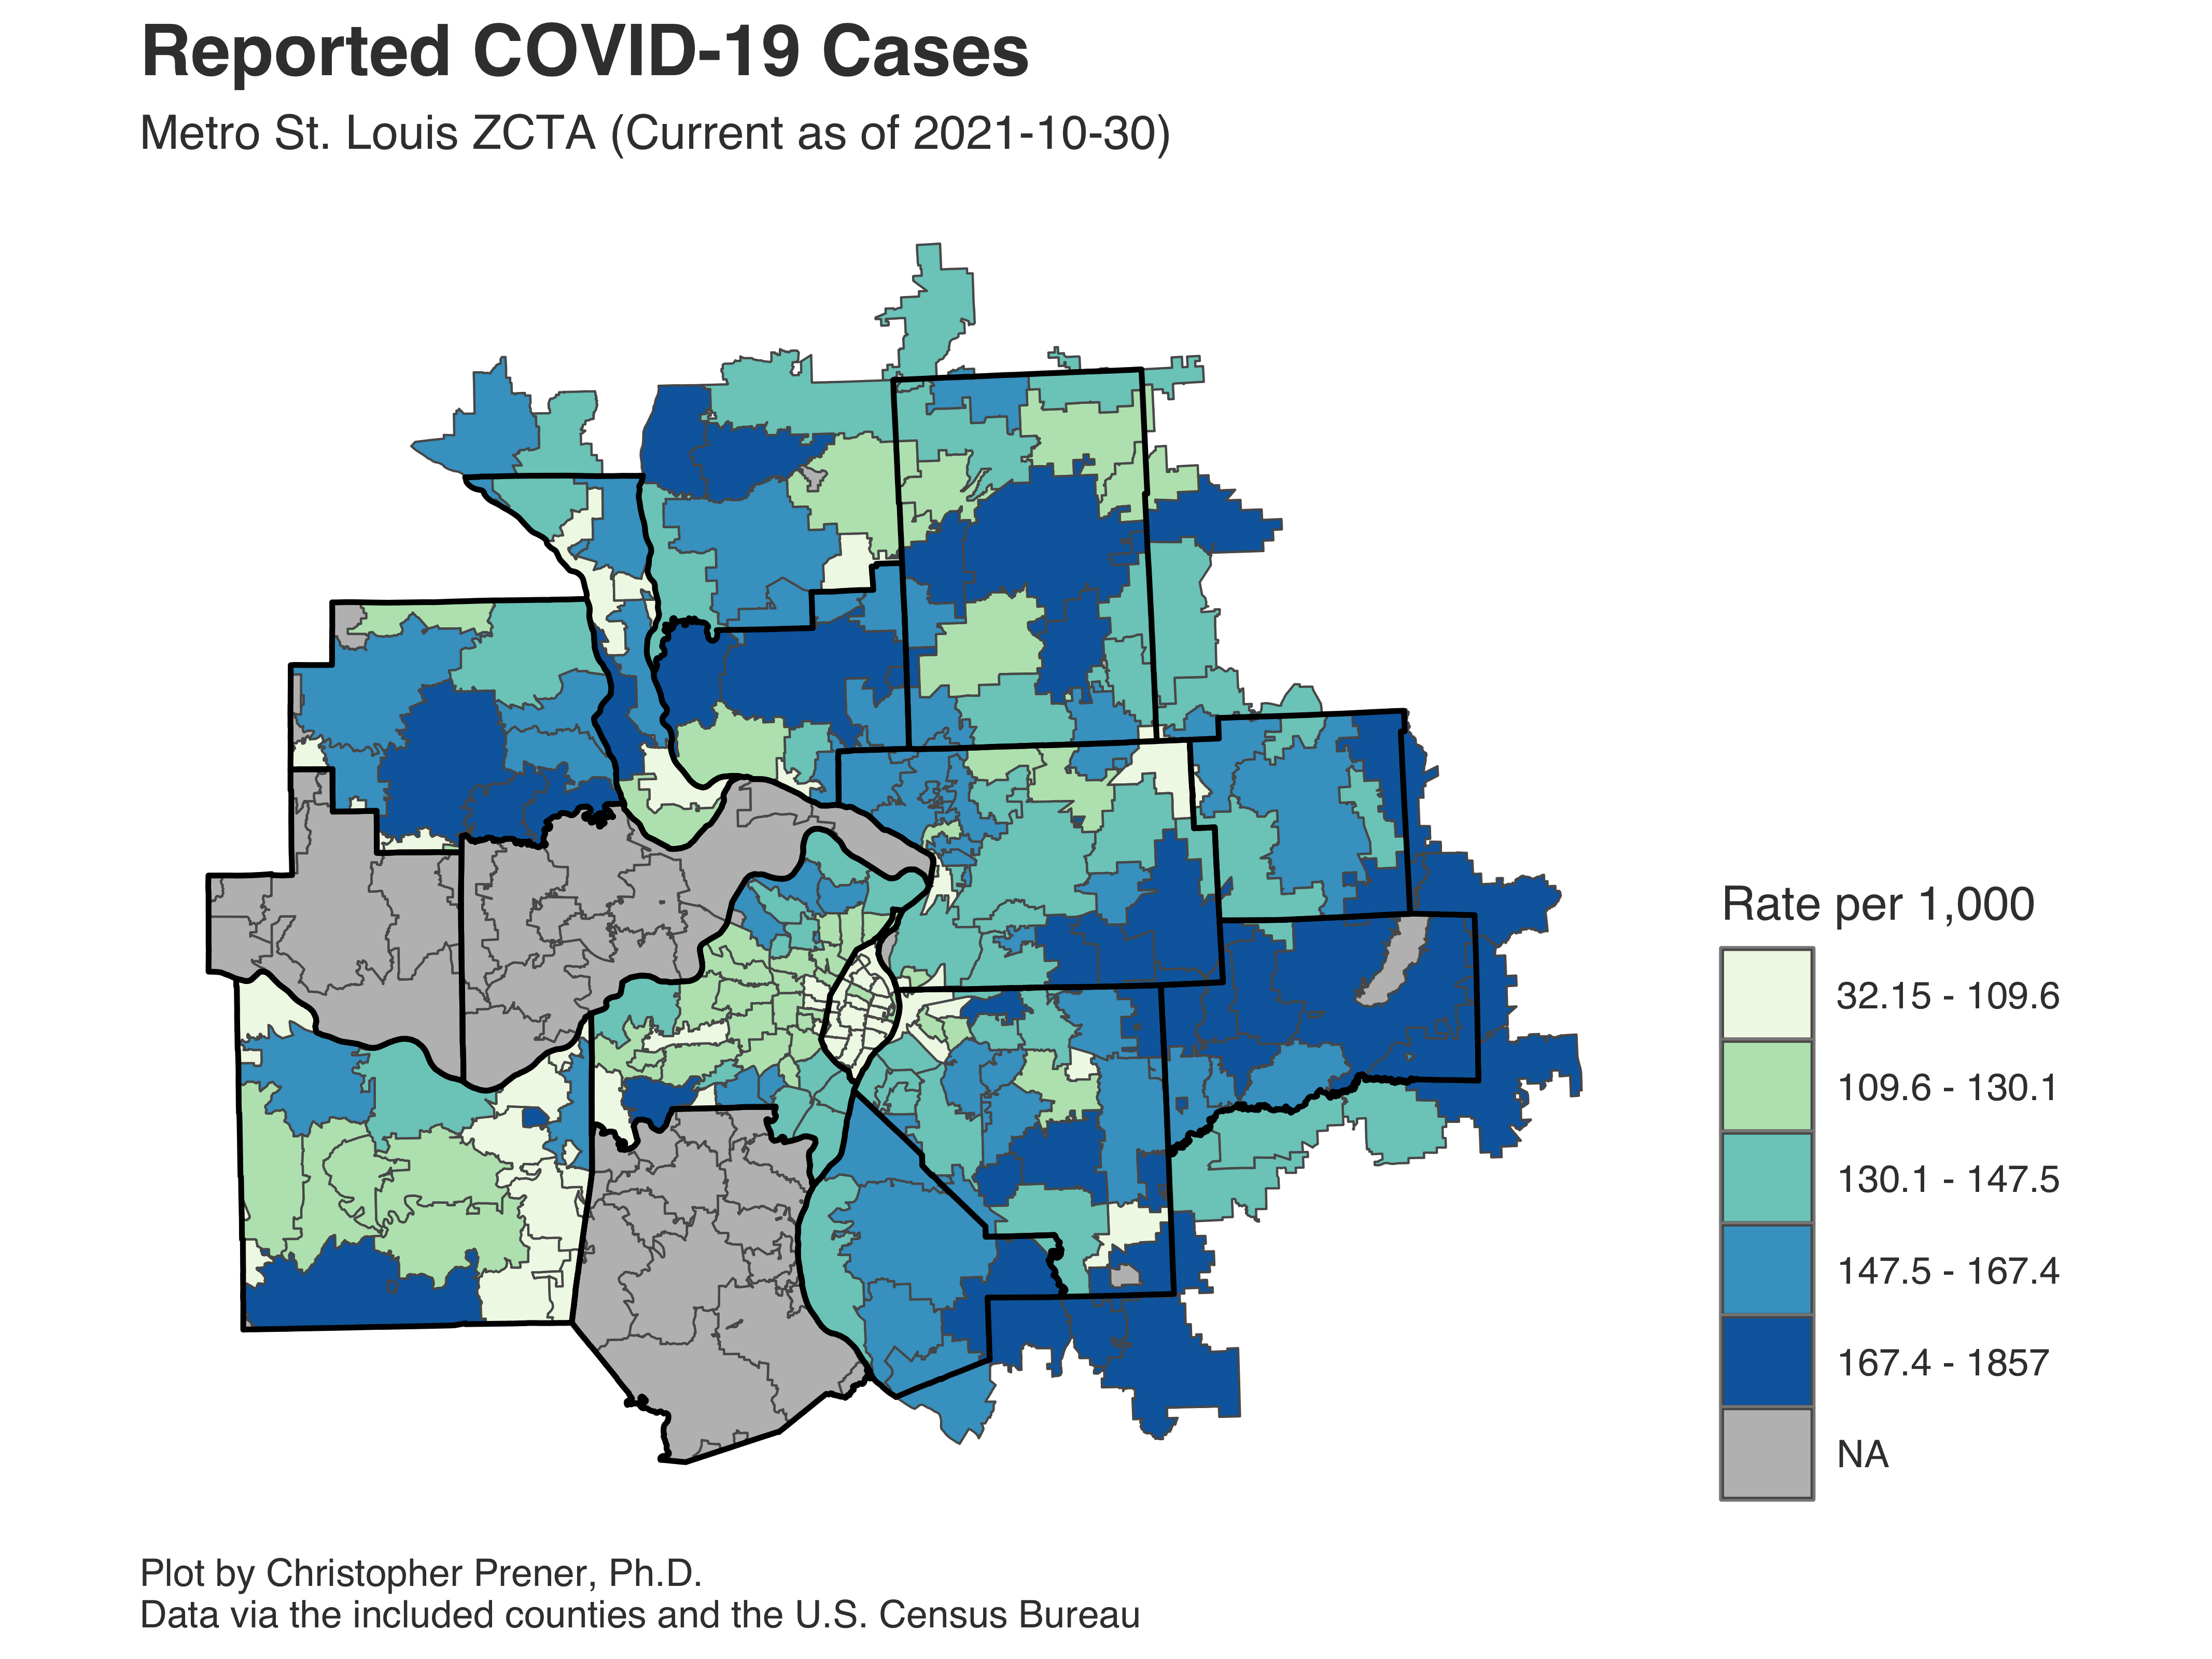 Reported COVID-19 Cases
Metro St. Louis ZCTA (Current as of 2021-10-30)
Rate per 1,000
32.15 - 109.6
109.6 - 130.1
130.1 - 147.5
147.5 - 167.4
167.4 - 1857
NA
Plot by Christopher Prener, Ph.D.
Data via the included counties and the U.S. Census Bureau